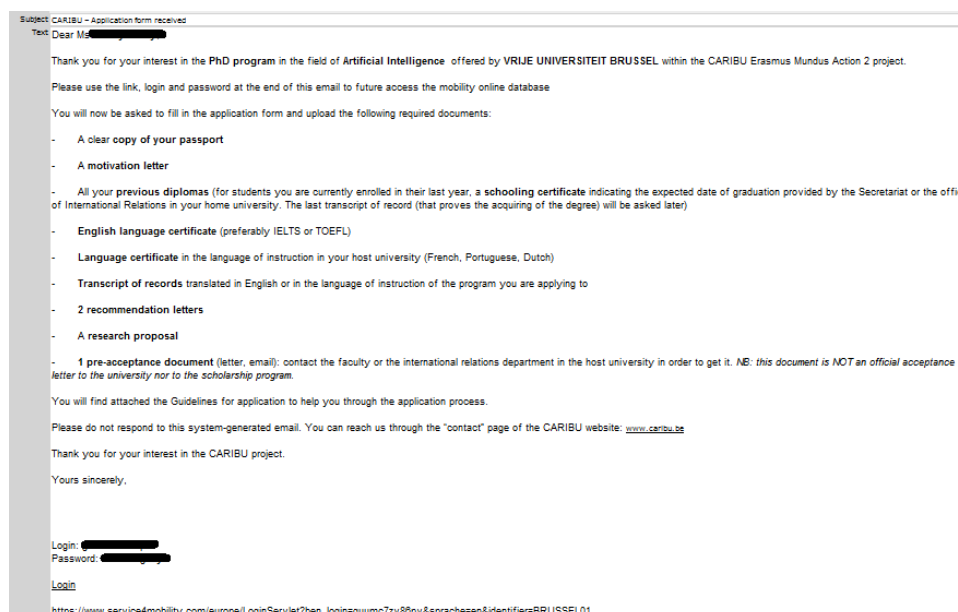 Subject CARIBU – Application form received
Text Dear Ms
Thank you for your interest in the PhD program in the field of Artificial Intelligence offered by VRIJE UNIVERSITEIT BRUSSEL within the CARIBU Erasmus Mundus Action 2 project.
Please use the link, login and password at the end of this email to future access the mobility online database
You will now be asked to fill in the application form and upload the following required documents:
- A clear copy of your passport
- A motivation letter
- All your previous diplomas (for students you are currently enrolled in their last year, a schooling certificate indicating the expected date of graduation provided by the Secretariat or the offi
of International Relations in your home university. The last transcript of record (that proves the acquiring of the degree) will be asked later)
- English language certificate (preferably IELTS or TOEFL)
- Language certificate in the language of instruction in your host university (French, Portuguese, Dutch)
- Transcript of records translated in English or in the language of instruction of the program you are applying to
- 2 recommendation letters
- A research proposal
- 1 pre-acceptance document (letter, email): contact the faculty or the international relations department in the host university in order to get it. NB: this document is NOT an official acceptance
letter to the university nor to the scholarship program.
You will find attached the Guidelines for application to help you through the application process.
Please do not respond to this system-generated email. You can reach us through the "contact" page of the CARIBU website: www.caribu.be
Thank you for your interest in the CARIBU project.
Yours sincerely,
Login:
Password:
Login